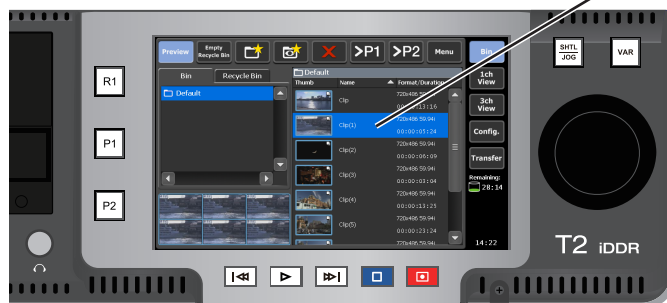 Preview
Empty
Recycle Bin
>P1
>P2
Menu
Bin
SHTL
JOG
VAR
R1
P1
P2
Bin
Recycle Bin
Default
Default
Thumb
Name
Format/Duration
Clip
720x486 59.94i
00:00:13:16
Clip(1)
720x486 59.94i
00:00:05:24
Clip(2)
720x486 59.94i
00:00:06:09
Clip(3)
720x486 59.94i
00:00:03:04
Clip(4)
720x486 59.94i
00:00:13:25
Clip(5)
720x486 59.94i
00:00:23:24
720x486 59.94i
1ch
View
3ch
View
Config.
Transfer
Remaining:
28:14
14:22
T2 iDDR